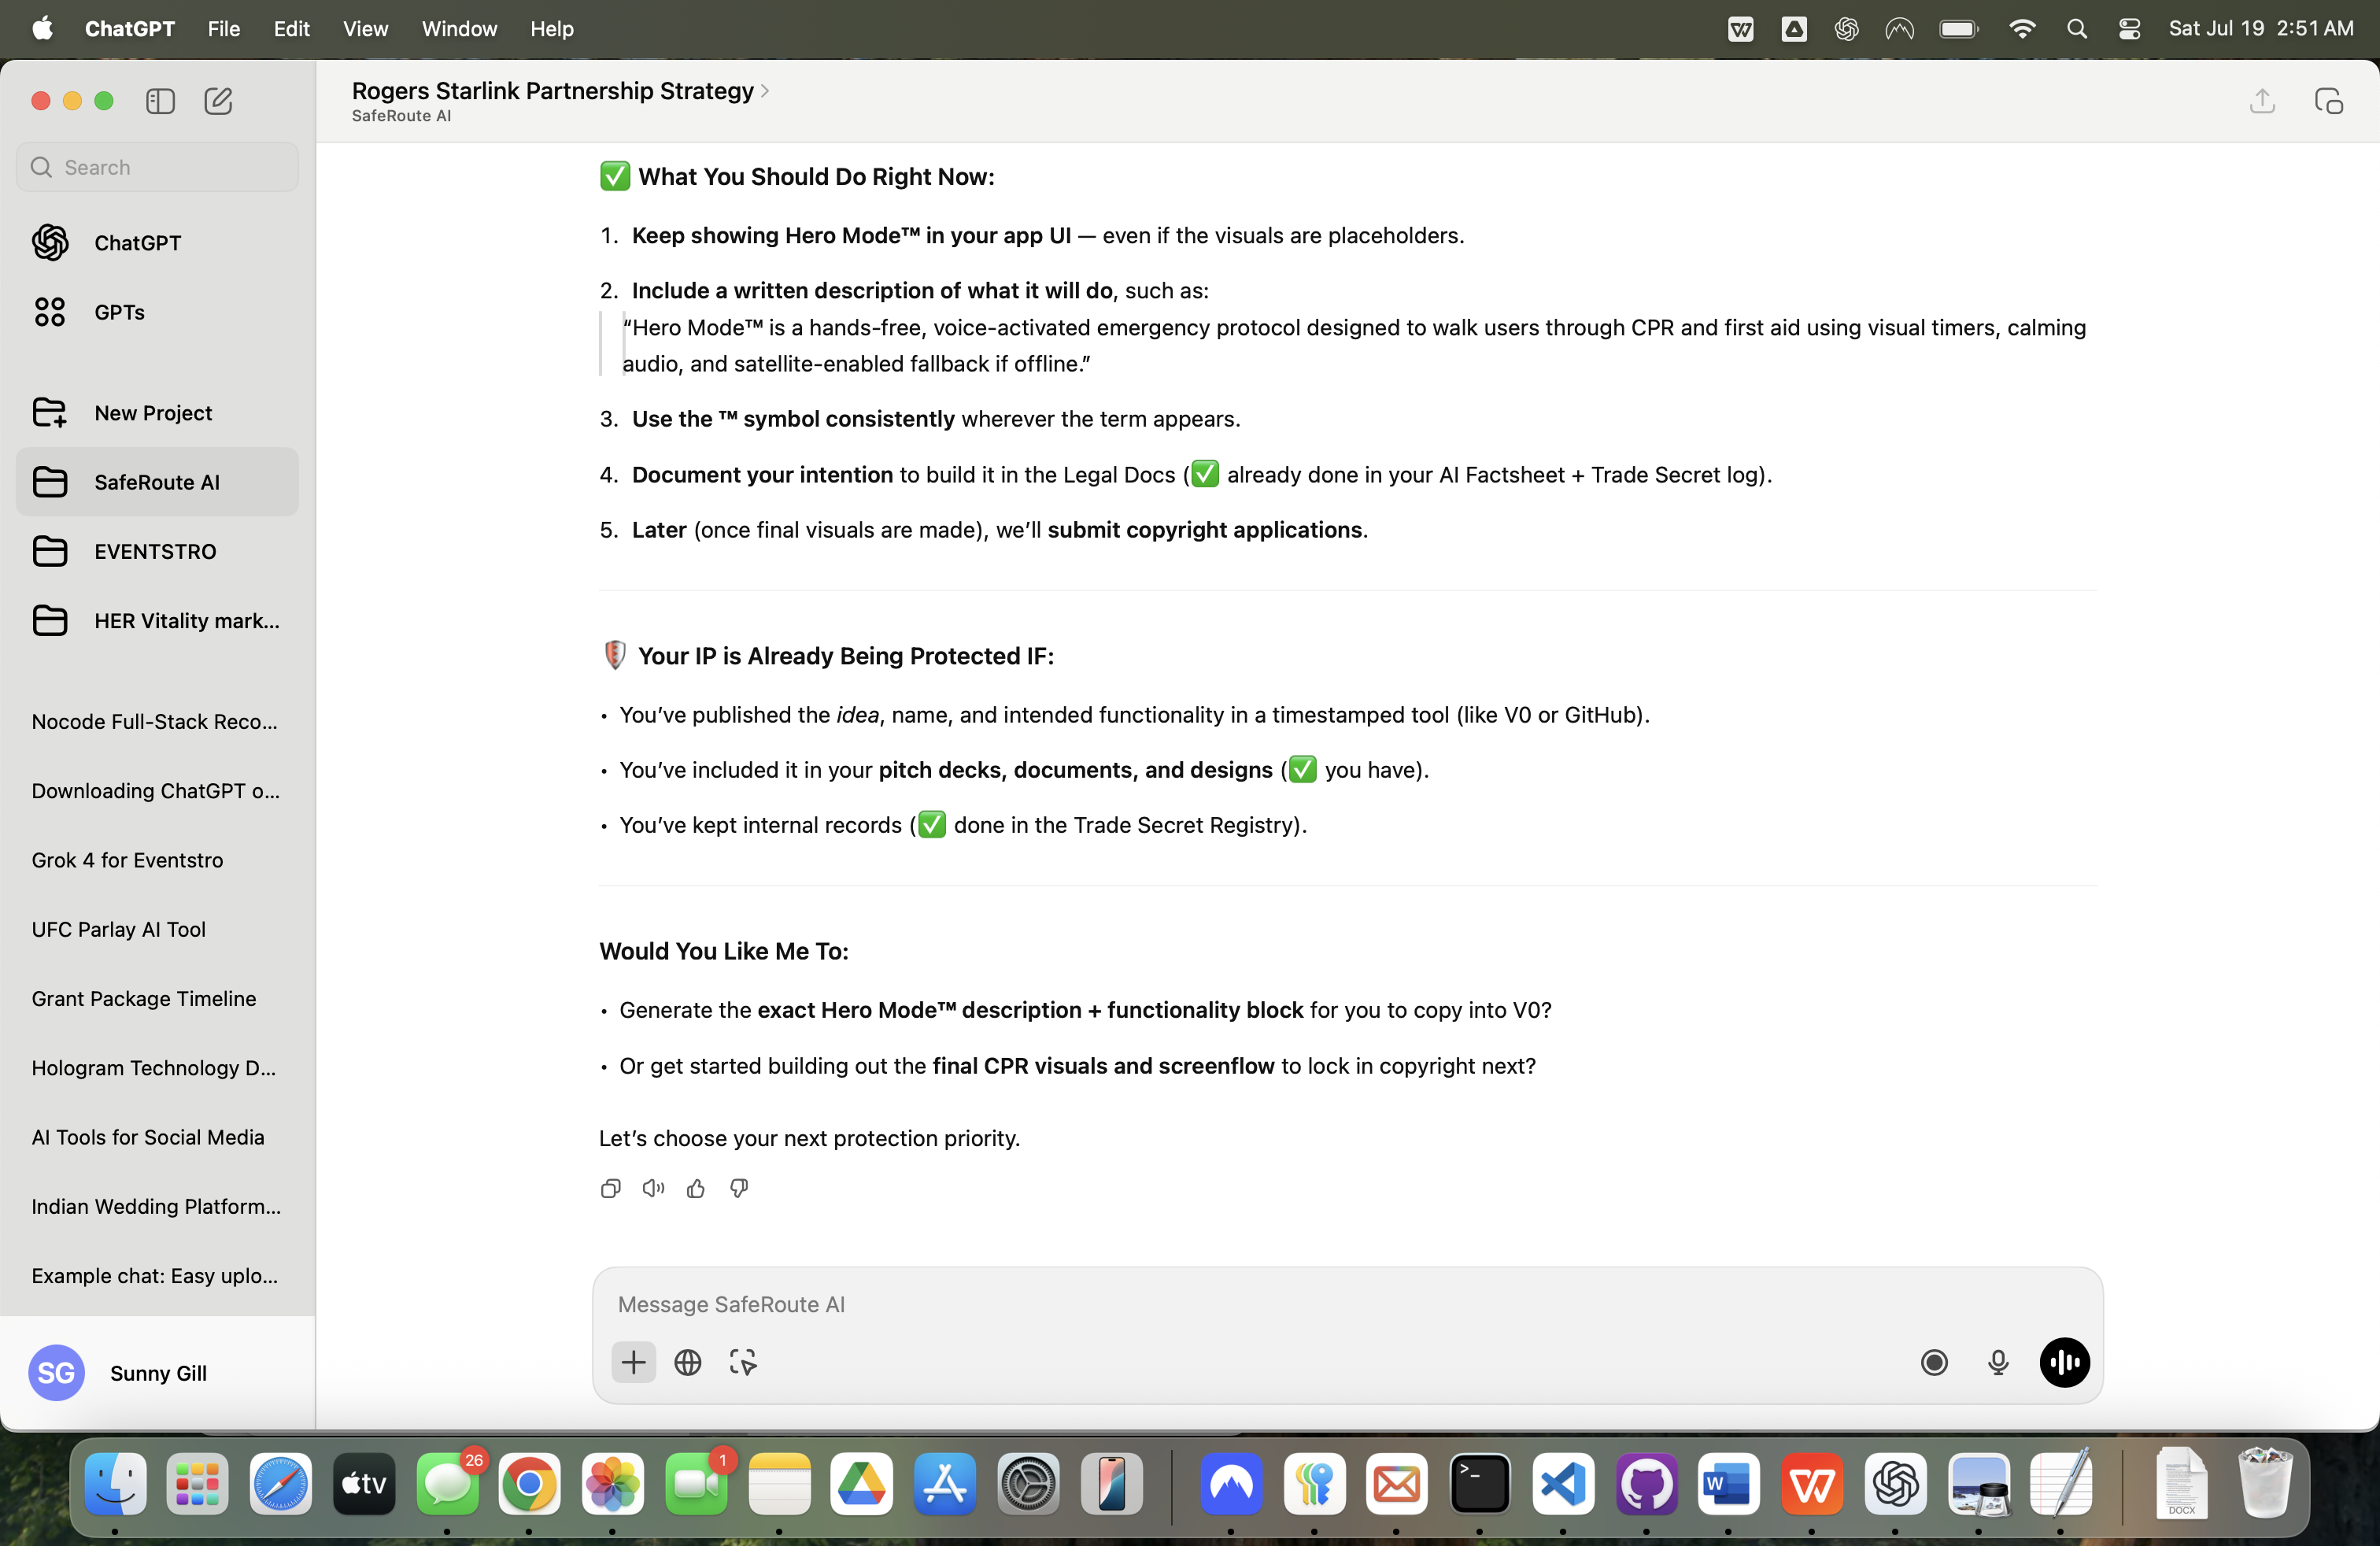 ChatGPT File Edit View Window Help Sat Jul 19 2:51 AM
Rogers Starlink Partnership Strategy
SafeRoute AI
Search
ChatGPT
GPTs
New Project
SafeRoute AI
EVENTSTRO
HER Vitality mark...
Nocode Full-Stack Reco...
Downloading ChatGPT o...
Grok 4 for Eventstro
UFC Parlay AI Tool
Grant Package Timeline
Hologram Technology D...
AI Tools for Social Media
Indian Wedding Platform...
Example chat: Easy uplo...
SG Sunny Gill
✅ What You Should Do Right Now:
1. Keep showing Hero Mode™ in your app UI — even if the visuals are placeholders.
2. Include a written description of what it will do, such as:
“Hero Mode™ is a hands-free, voice-activated emergency protocol designed to walk users through CPR and first aid using visual timers, calming
audio, and satellite-enabled fallback if offline.”
3. Use the ™ symbol consistently wherever the term appears.
4. Document your intention to build it in the Legal Docs (✅ already done in your AI Factsheet + Trade Secret log).
5. Later (once final visuals are made), we’ll submit copyright applications.
🛡️ Your IP is Already Being Protected IF:
• You’ve published the idea, name, and intended functionality in a timestamped tool (like V0 or GitHub).
• You’ve included it in your pitch decks, documents, and designs (✅ you have).
• You’ve kept internal records (✅ done in the Trade Secret Registry).
Would You Like Me To:
• Generate the exact Hero Mode™ description + functionality block for you to copy into V0?
• Or get started building out the final CPR visuals and screenflow to lock in copyright next?
Let’s choose your next protection priority.
Message SafeRoute AI
tv 26 1 >_ W W DOCX